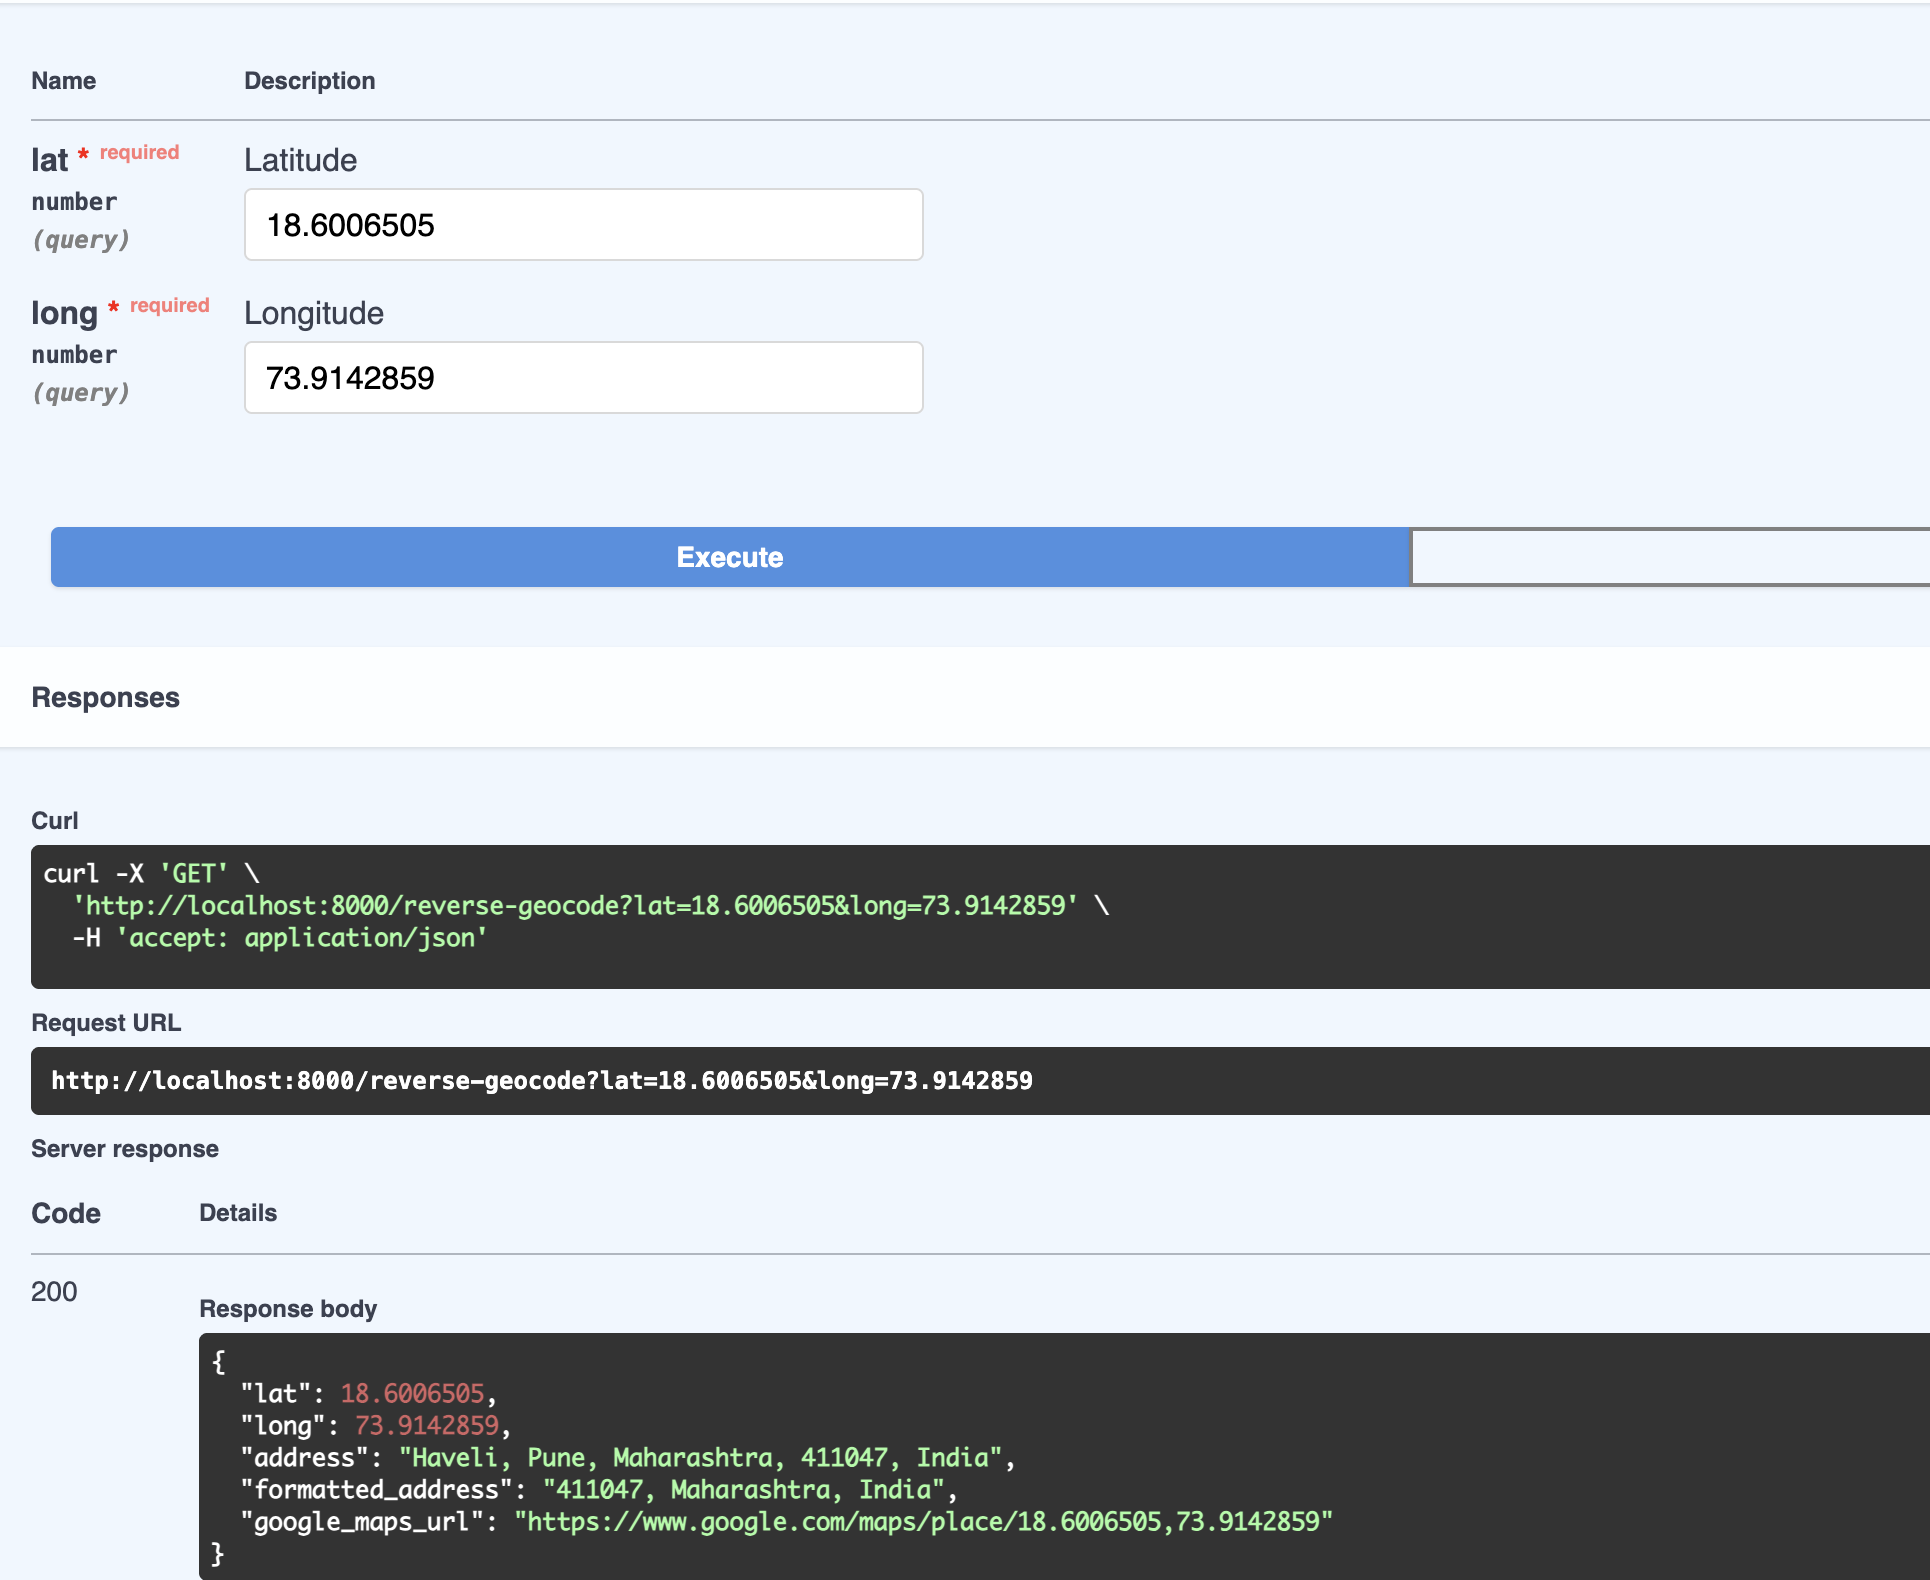 Name Description
lat * required Latitude
number
(query)
18.6006505
long * required Longitude
number
(query)
73.9142859
Execute
Responses
Curl
curl -X 'GET' \
  'http://localhost:8000/reverse-geocode?lat=18.6006505&long=73.9142859' \
  -H 'accept: application/json'
Request URL
http://localhost:8000/reverse-geocode?lat=18.6006505&long=73.9142859
Server response
Code Details
200
Response body
{
  "lat": 18.6006505,
  "long": 73.9142859,
  "address": "Haveli, Pune, Maharashtra, 411047, India",
  "formatted_address": "411047, Maharashtra, India",
  "google_maps_url": "https://www.google.com/maps/place/18.6006505,73.9142859"
}